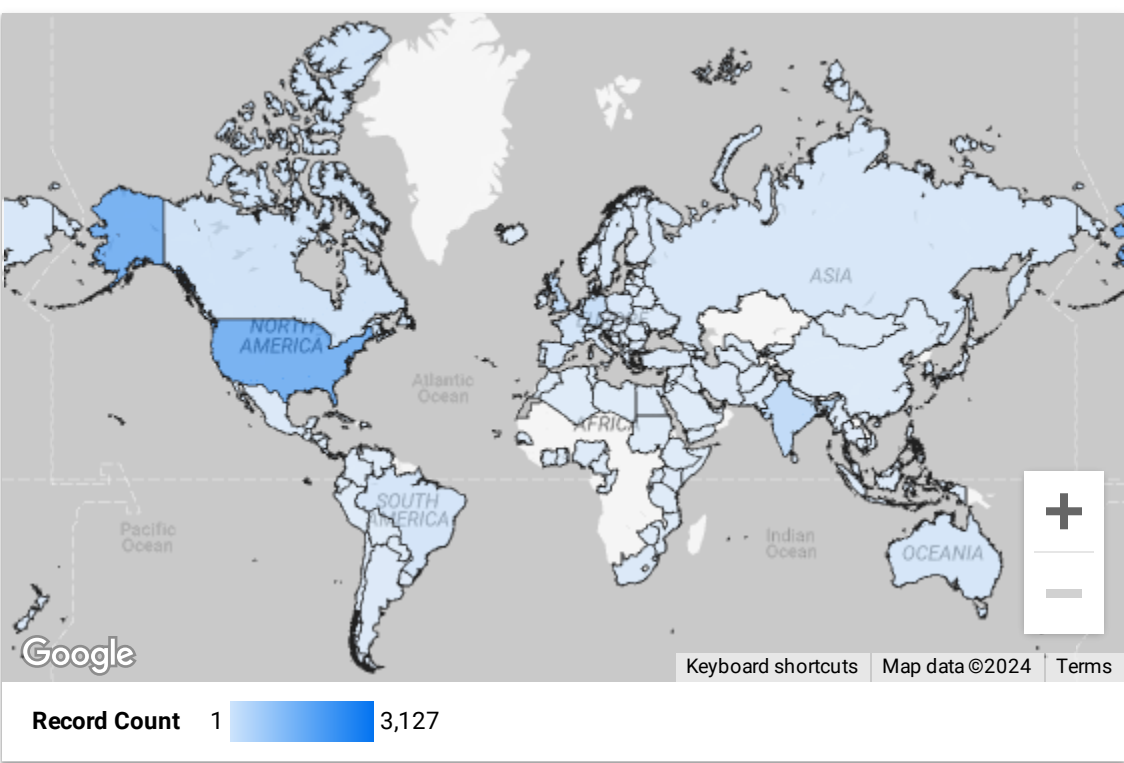 ASIA
NORTH
AMERICA
EUROPE
Atlantic
Ocean
AFRICA
SOUTH
AMERICA
Pacific
Ocean
Indian
Ocean
OCEANIA
Google
Keyboard shortcuts
Map data ©2024
Terms
Record Count 1 3,127